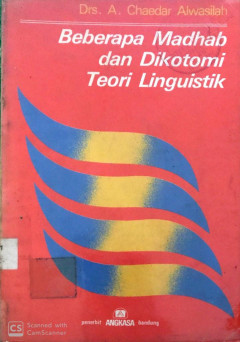 Drs. A. Chaedar Alwasilah
Beberapa Madhab
dan Dikotomi
Teori Linguistik
penerbit ANGKASA bandung
CS Scanned with
CamScanner